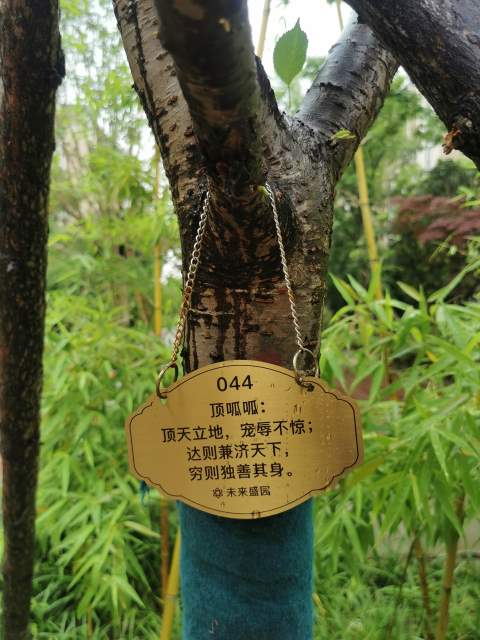 044
顶呱呱：
顶天立地，宠辱不惊；
达则兼济天下，
穷则独善其身。
未来盛园